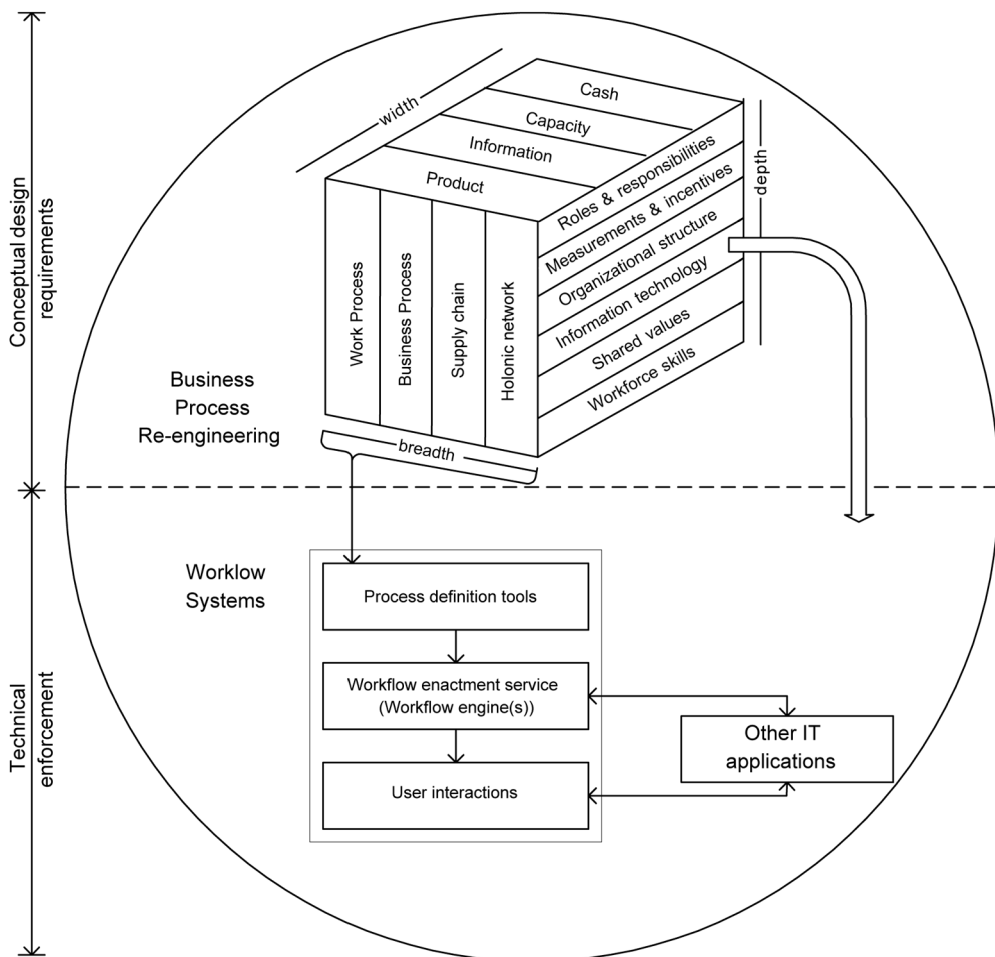 Conceptual design
requirements
width
Cash
Capacity
Information
Product
Roles & responsibilities
Measurements & incentives
Organizational structure
Information technology
Shared values
Workforce skills
depth
Work Process
Business Process
Supply chain
Holonic network
breadth
Business
Process
Re-engineering
Technical
enforcement
Worklow
Systems
Process definition tools
Workflow enactment service
(Workflow engine(s))
User interactions
Other IT
applications